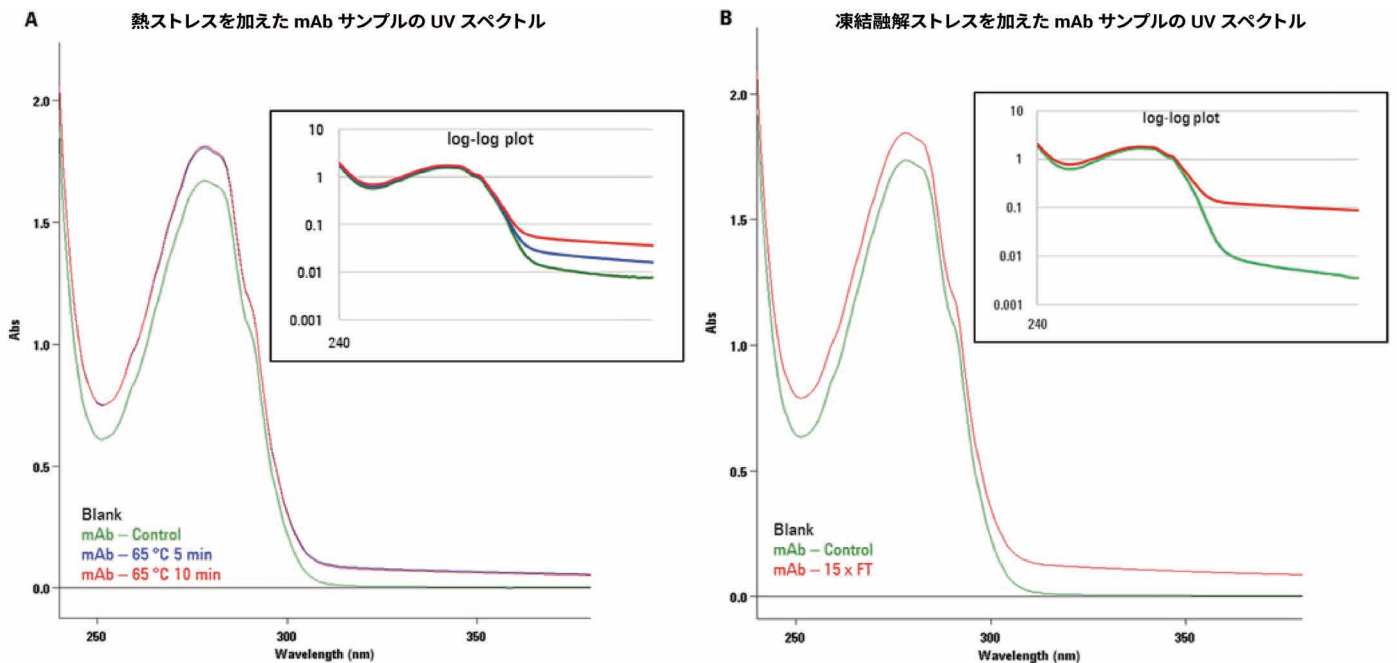 A
熱ストレスを加えた mAb サンプルの UV スペクトル
2.0
1.5
1.0
0.5
0.0
Abs
250
300
350
Wavelength (nm)
log-log plot
10
1
0.1
0.01
0.001
240
Blank
mAb – Control
mAb – 65 °C 5 min
mAb – 65 °C 10 min
B
凍結融解ストレスを加えた mAb サンプルの UV スペクトル
2.0
1.5
1.0
0.5
0.0
Abs
250
300
350
Wavelength (nm)
log-log plot
10
1
0.1
0.01
0.001
240
Blank
mAb – Control
mAb – 15 x FT